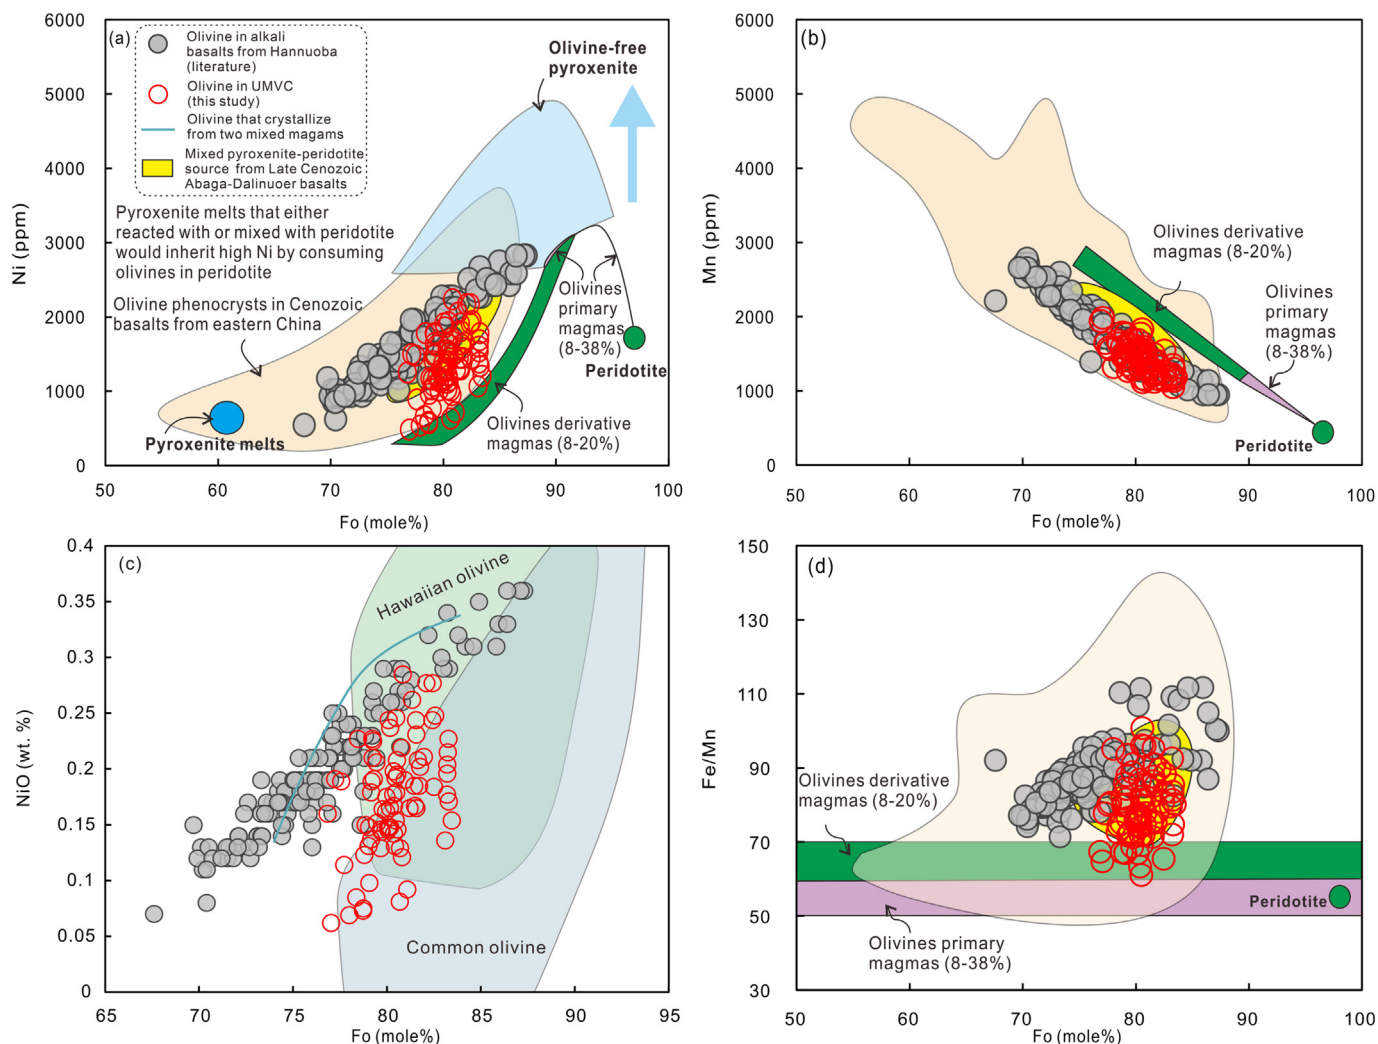 (a)
6000
5000
4000
3000
2000
1000
0
Ni (ppm)
Olivine in alkali
basalts from Hannuoba
(literature)
Olivine in UMVC
(this study)
Olivine that crystallize
from two mixed magams
Mixed pyroxenite-peridotite
source from Late Cenozoic
Abaga-Dalinuoer basalts
Pyroxenite melts that either
reacted with or mixed with peridotite
would inherit high Ni by consuming
olivines in peridotite
Olivine phenocrysts in Cenozoic
basalts from eastern China
Olivine-free
pyroxenite
Olivines
primary
magmas
(8-38%)
Peridotite
Olivines derivative
magmas (8-20%)
Pyroxenite melts
50
60
70
80
90
100
Fo (mole%)
(b)
6000
5000
4000
3000
2000
1000
0
Mn (ppm)
Olivines derivative
magmas (8-20%)
Olivines
primary
magmas
(8-38%)
Peridotite
50
60
70
80
90
100
Fo (mole%)
(c)
0.4
0.35
0.3
0.25
0.2
0.15
0.1
0.05
0
NiO (wt. %)
Hawaiian olivine
Common olivine
65
70
75
80
85
90
95
Fo (mole%)
(d)
150
130
110
90
70
50
30
Fe/Mn
Olivines derivative
magmas (8-20%)
Peridotite
Olivines primary
magmas (8-38%)
50
60
70
80
90
100
Fo (mole%)